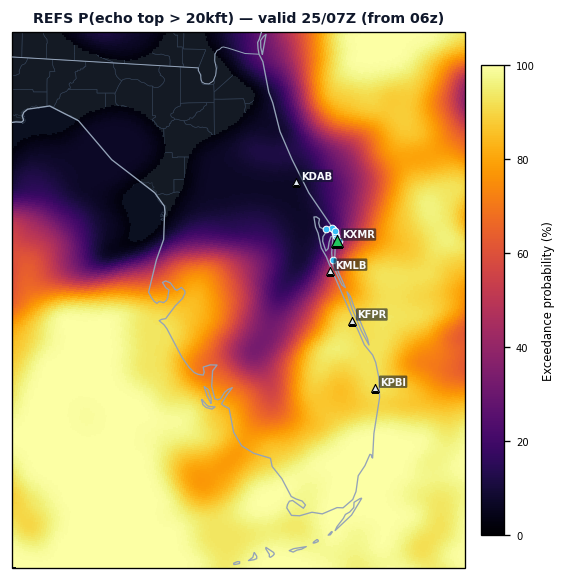 REFS P(echo top > 20kft) — valid 25/07Z (from 06z)
KDAB
KXMR
KMLB
KFPR
KPBI
100
80
60
40
20
0
Exceedance probability (%)